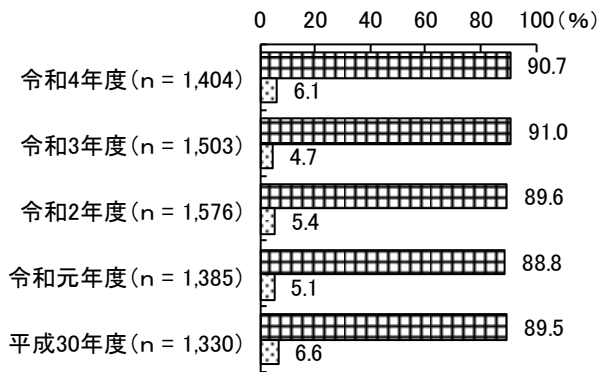 0 20 40 60 80 100(%)
令和4年度(n = 1,404) 90.7
6.1
令和3年度(n = 1,503) 91.0
4.7
令和2年度(n = 1,576) 89.6
5.4
令和元年度(n = 1,385) 88.8
5.1
平成30年度(n = 1,330) 89.5
6.6